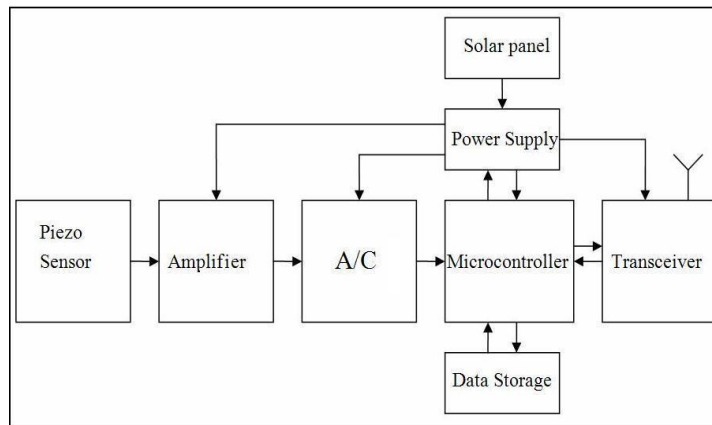 Solar panel
Power Supply
Piezo
Sensor
Amplifier
A/C
Microcontroller
Transceiver
Data Storage